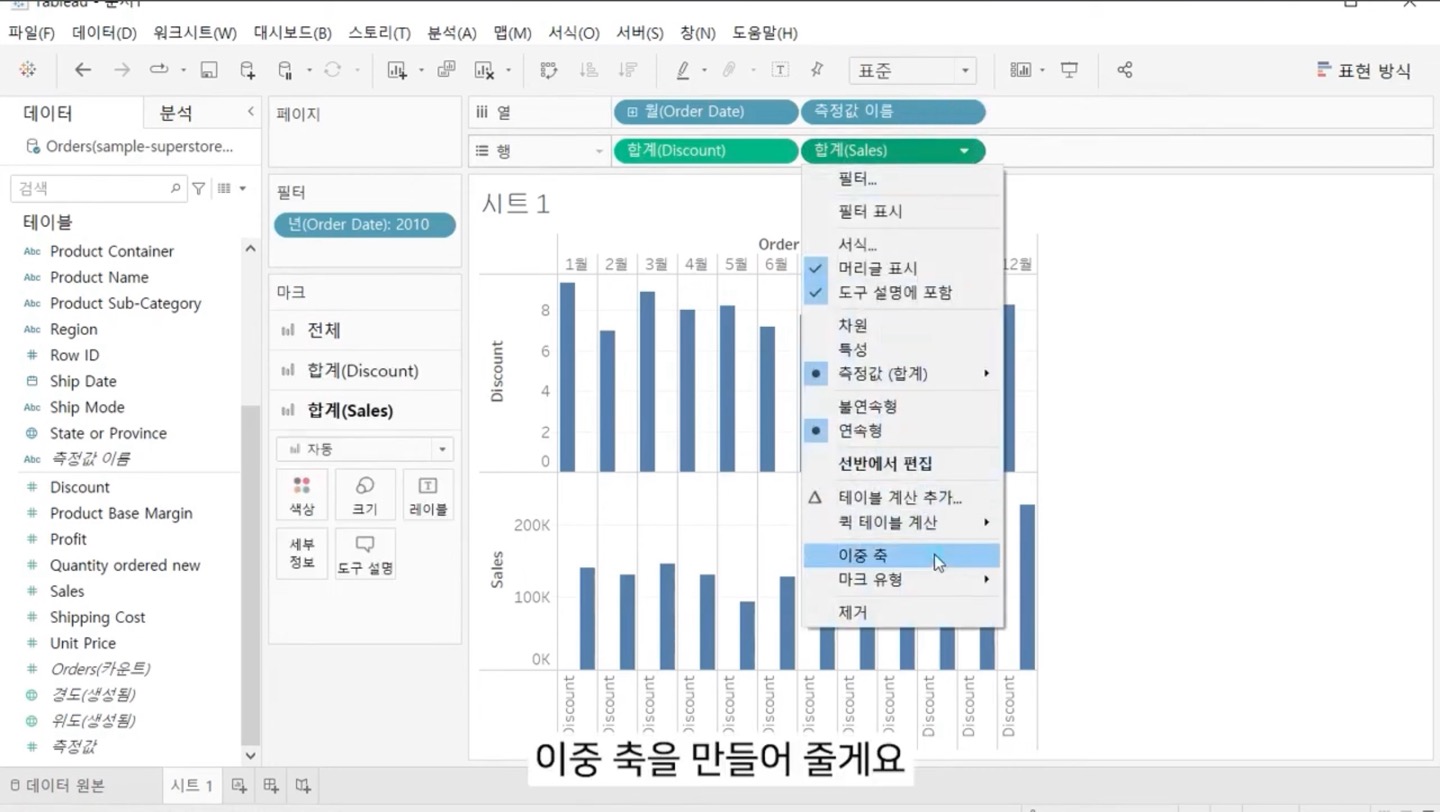 Tableau - 문서1
파일(F) 데이터(D) 워크시트(W) 대시보드(B) 스토리(T) 분석(A) 맵(M) 서식(O) 서버(S) 창(N) 도움말(H)
표준
표현 방식
데이터 분석
Orders(sample-superstore...
검색
테이블
Abc Product Container
Abc Product Name
Abc Product Sub-Category
Abc Region
# Row ID
Ship Date
Abc Ship Mode
State or Province
Abc 측정값 이름
# Discount
# Product Base Margin
# Profit
# Quantity ordered new
# Sales
# Shipping Cost
# Unit Price
# Orders(카운트)
경도(생성됨)
위도(생성됨)
# 측정값
페이지
필터
년(Order Date): 2010
마크
전체
합계(Discount)
합계(Sales)
자동
색상 크기 레이블
세부 정보
도구 설명
열 월(Order Date) 측정값 이름
행 합계(Discount) 합계(Sales)
시트 1
Order
1월 2월 3월 4월 5월 6월 12월
Discount
8
6
4
2
0
Sales
200K
100K
0K
Discount Discount Discount Discount Discount Discount Discount Discount Discount Discount Discount Discount
필터...
필터 표시
서식...
머리글 표시
도구 설명에 포함
차원
특성
측정값 (합계)
불연속형
연속형
선반에서 편집
테이블 계산 추가...
퀵 테이블 계산
이중 축
마크 유형
제거
이중 축을 만들어 줄게요
데이터 원본 시트 1